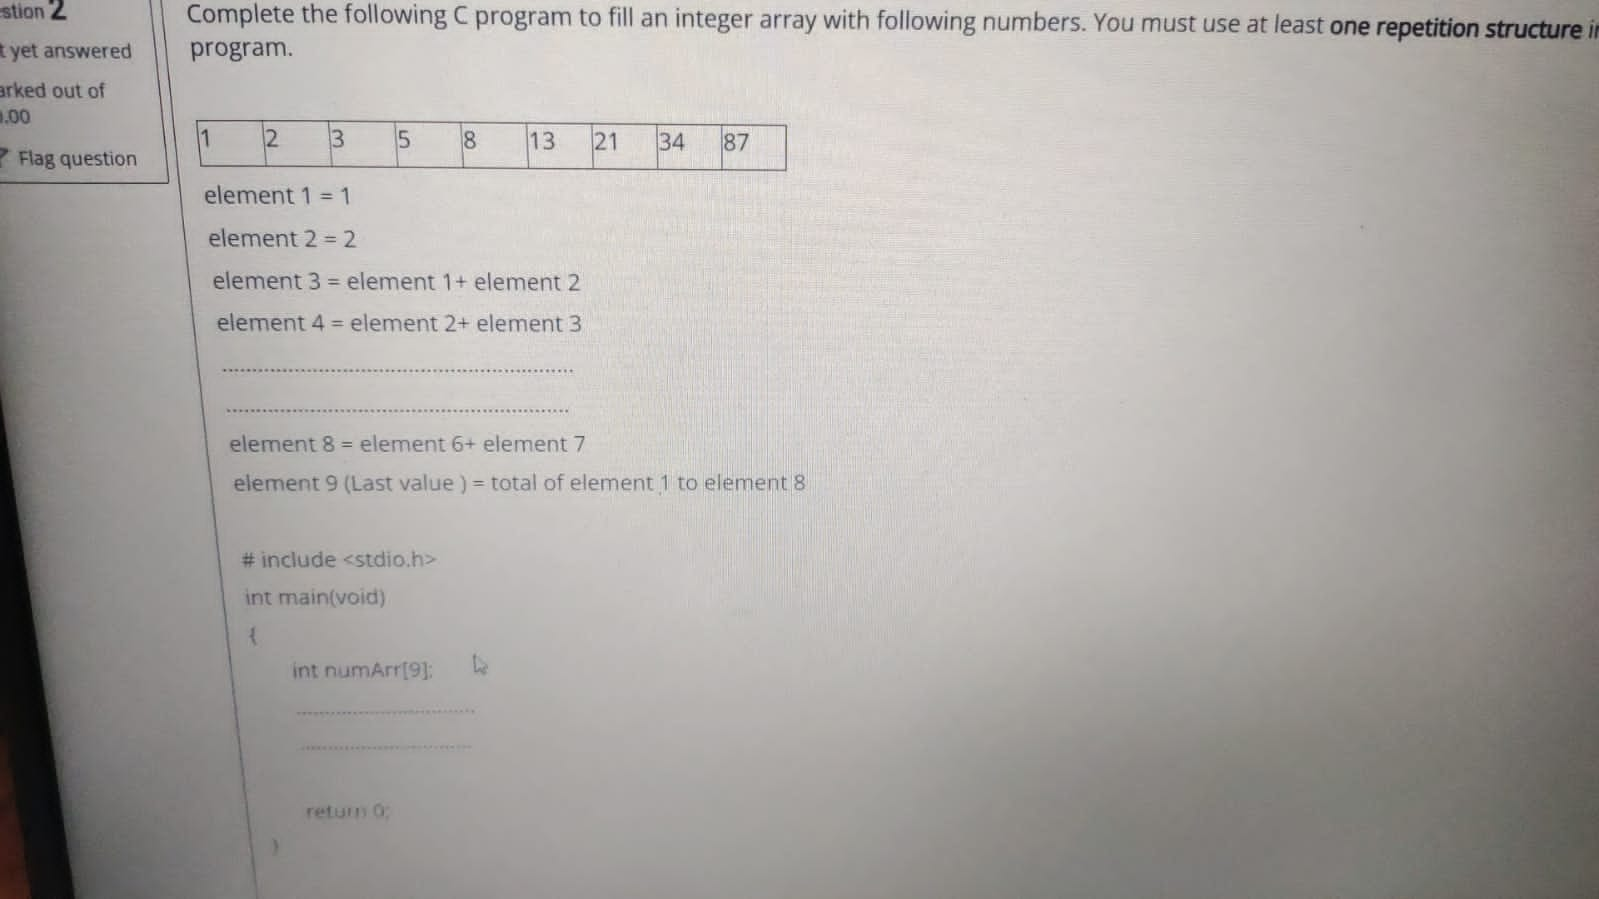 stion 2
t yet answered
arked out of
.00
Flag question
Complete the following C program to fill an integer array with following numbers. You must use at least one repetition structure in
program.
1 2 3 5 8 13 21 34 87
element 1 = 1
element 2 = 2
element 3 = element 1+ element 2
element 4 = element 2+ element 3
................................................................
................................................................
element 8 = element 6+ element 7
element 9 (Last value ) = total of element 1 to element 8
# include <stdio.h>
int main(void)
{
int numArr[9];
....................................
....................................
return 0;
}